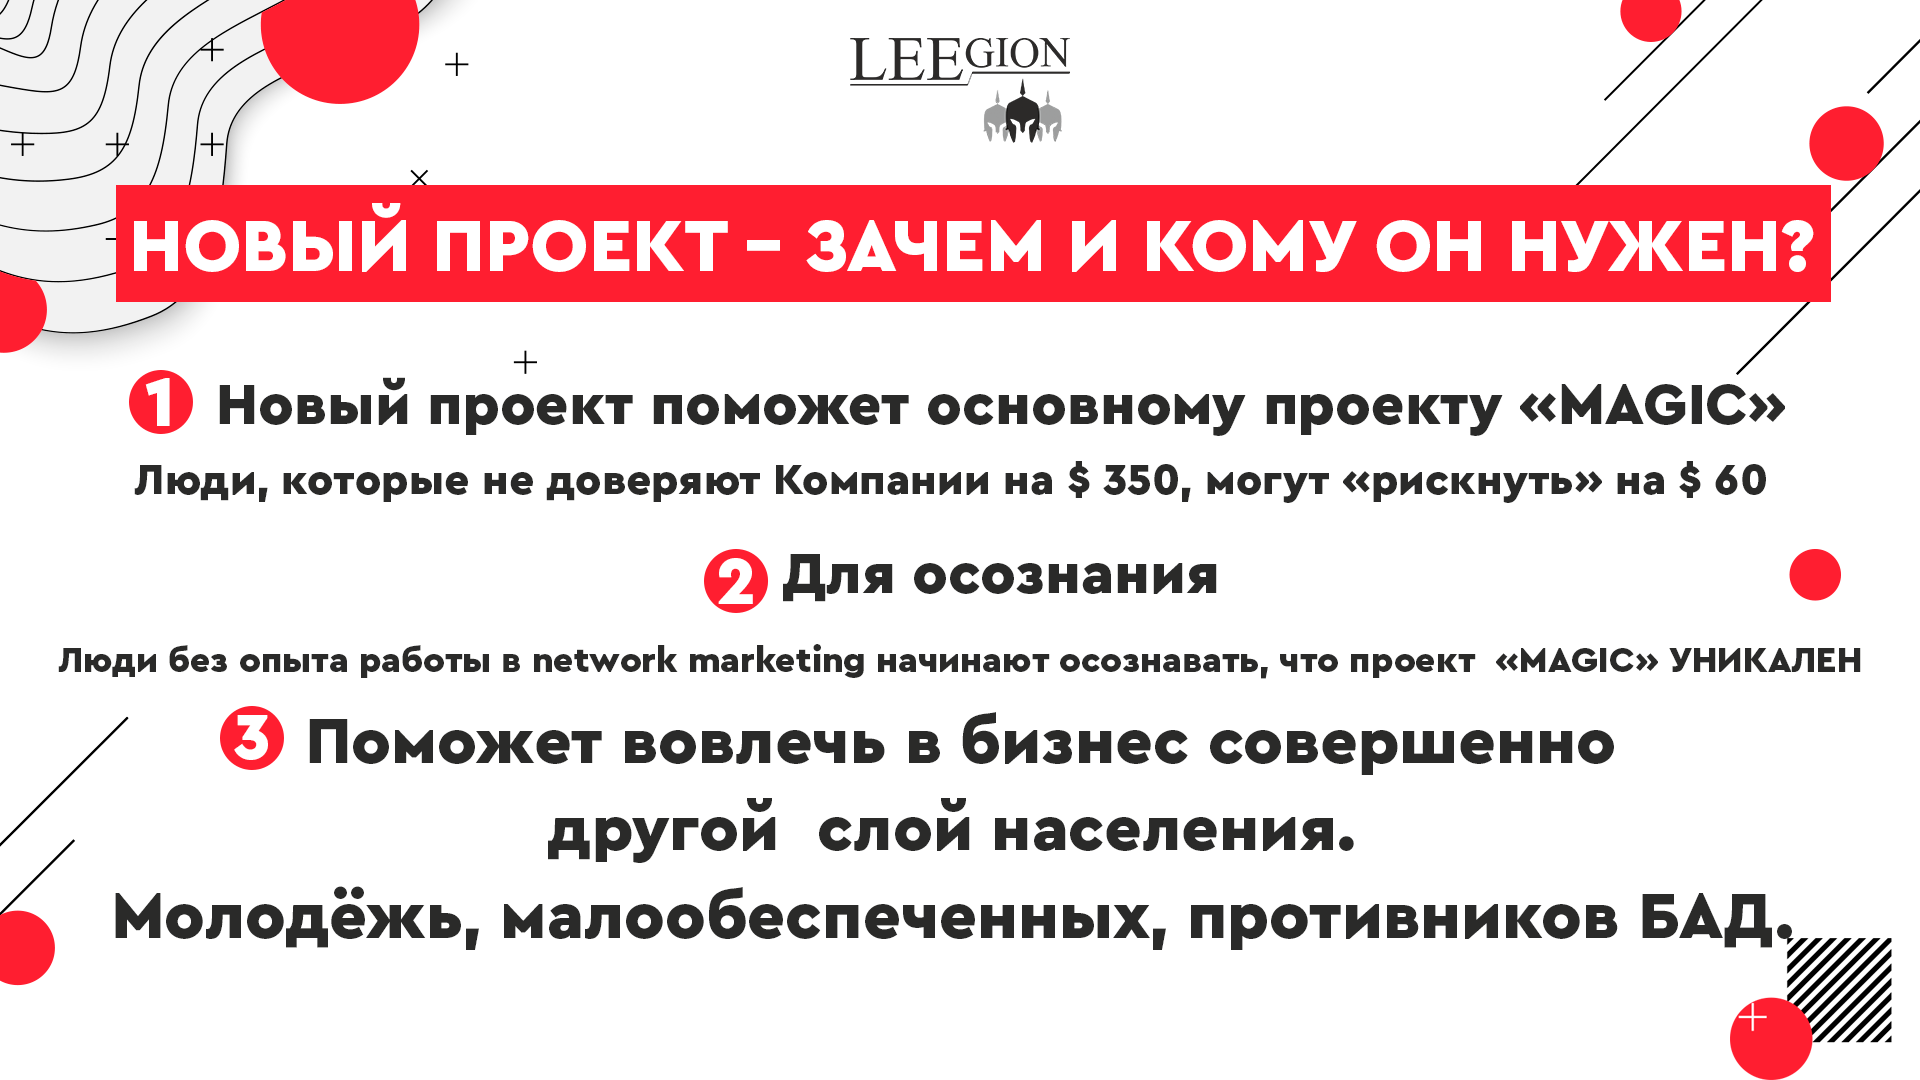 LEEGION
НОВЫЙ ПРОЕКТ – ЗАЧЕМ И КОМУ ОН НУЖЕН?
1 Новый проект поможет основному проекту «MAGIC»
Люди, которые не доверяют Компании на $ 350, могут «рискнуть» на $ 60
2 Для осознания
Люди без опыта работы в network marketing начинают осознавать, что проект «MAGIC» УНИКАЛЕН
3 Поможет вовлечь в бизнес совершенно
другой слой населения.
Молодёжь, малообеспеченных, противников БАД.